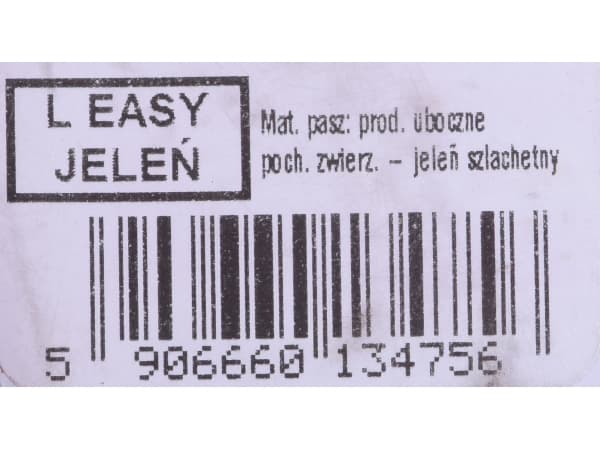 L EASY
JELEŃ
Mat. pasz: prod. uboczne
poch. zwierz. – jeleń szlachetny
5 906660 134756